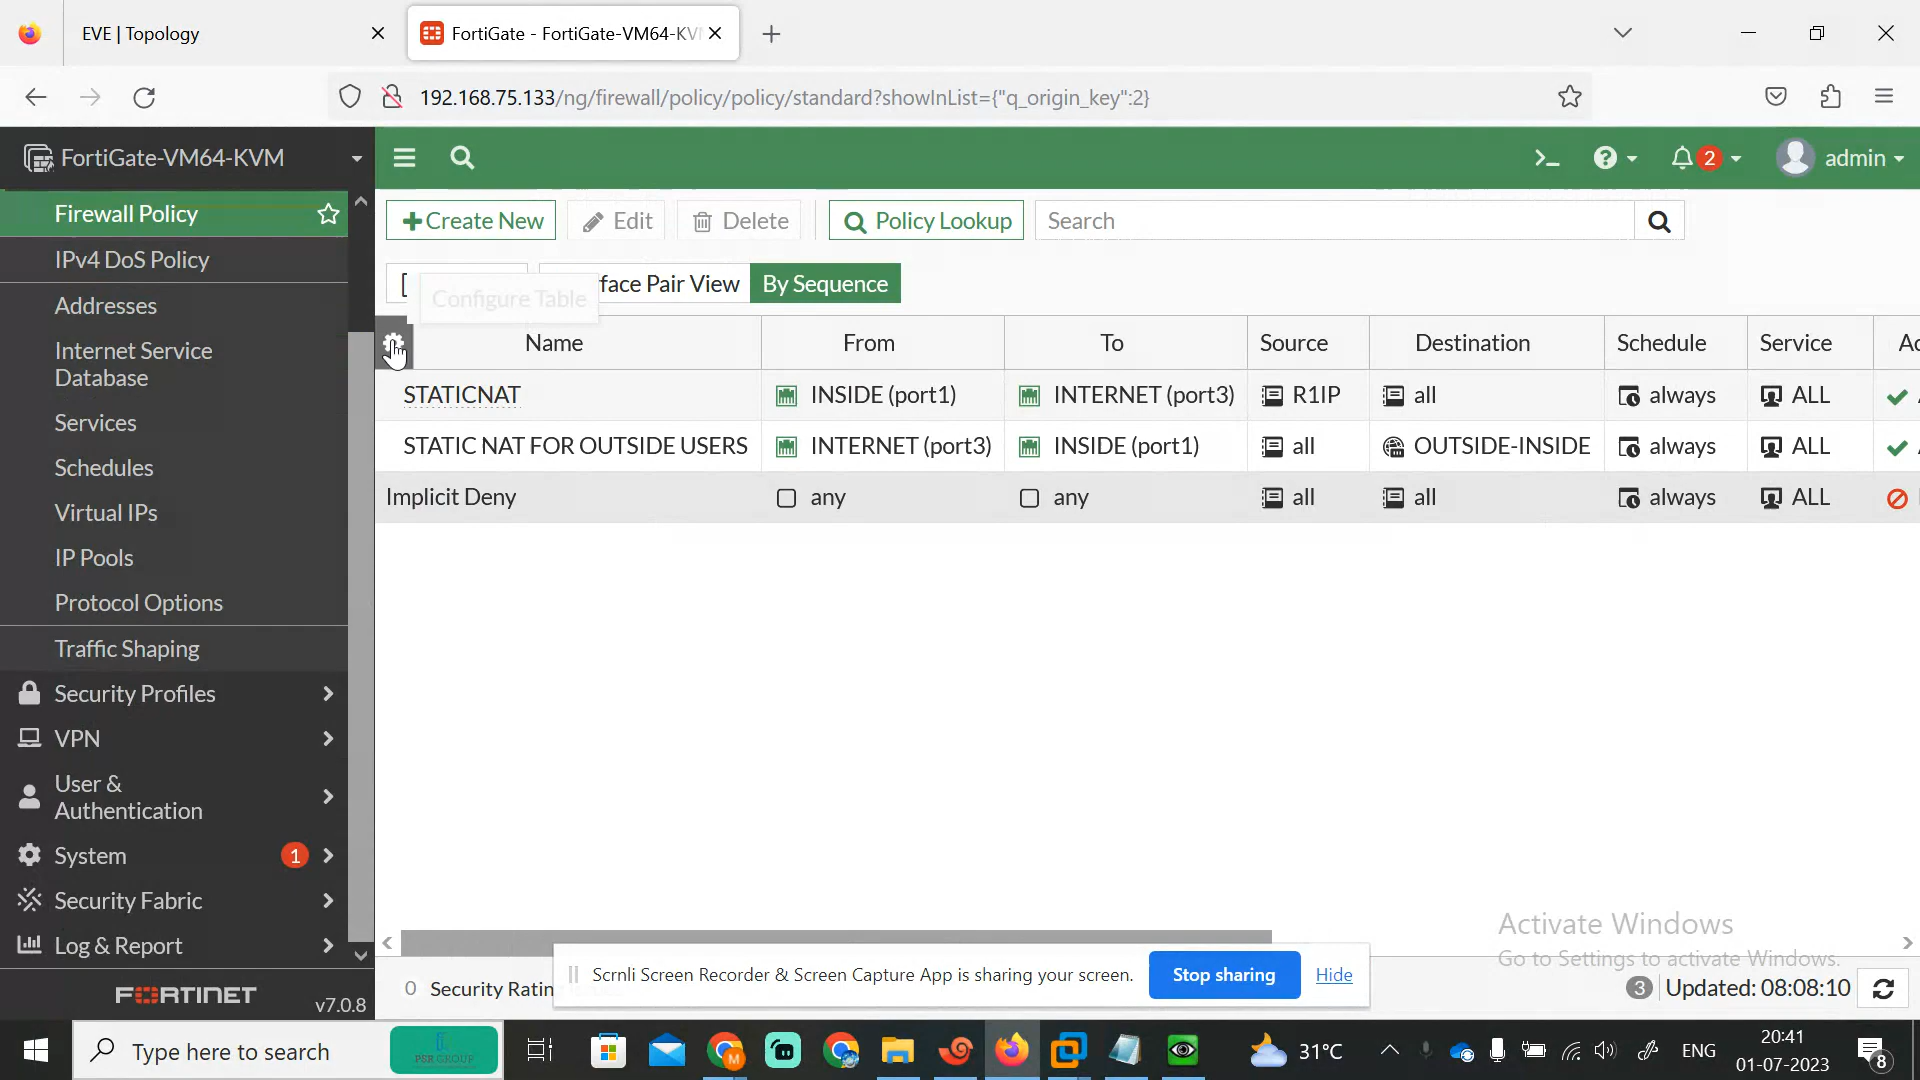 EVE | Topology
FortiGate - FortiGate-VM64-KV
192.168.75.133/ng/firewall/policy/policy/standard?showInList={"q_origin_key":2}
FortiGate-VM64-KVM
2
admin
Firewall Policy
IPv4 DoS Policy
Addresses
Internet Service
Database
Services
Schedules
Virtual IPs
IP Pools
Protocol Options
Traffic Shaping
Security Profiles
VPN
User &
Authentication
System 1
Security Fabric
Log & Report
FORTINET v7.0.8
Create New Edit Delete Policy Lookup Search
Configure Table
face Pair View By Sequence
Name From To Source Destination Schedule Service
STATICNAT INSIDE (port1) INTERNET (port3) R1IP all always ALL
STATIC NAT FOR OUTSIDE USERS INTERNET (port3) INSIDE (port1) all OUTSIDE-INSIDE always ALL
Implicit Deny any any all all always ALL
Activate Windows
Go to Settings to activate Windows.
0 Security Ratin
Scrnli Screen Recorder & Screen Capture App is sharing your screen. Stop sharing Hide
3 Updated: 08:08:10
Type here to search
PSR GROUP
31°C
ENG
20:41
01-07-2023
8